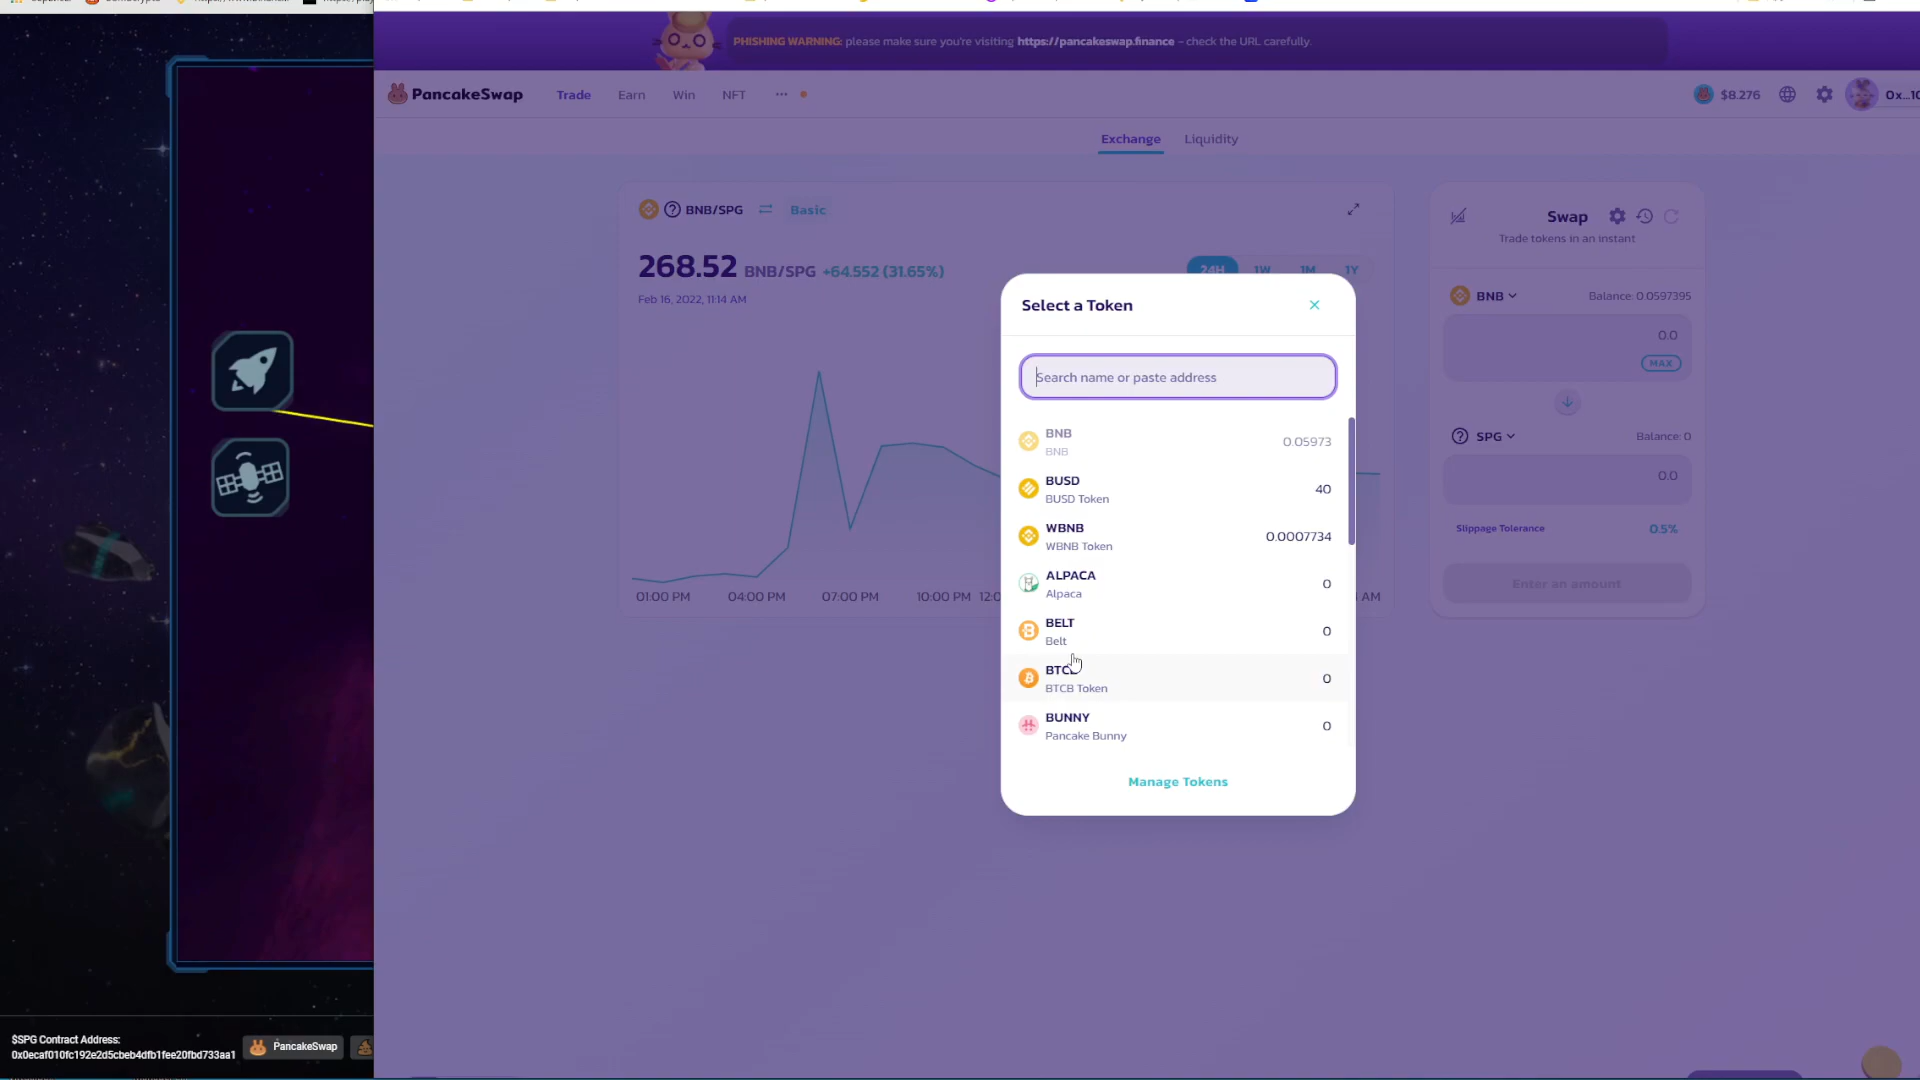 PHISHING WARNING: please make sure you're visiting https://pancakeswap.finance - check the URL carefully.
PancakeSwap
Trade
Earn
Win
NFT
$8.276
0x...10
Exchange
Liquidity
BNB/SPG
Basic
268.52 BNB/SPG +64.552 (31.65%)
Feb 16, 2022, 11:14 AM
24H
1W
1M
1Y
01:00 PM
04:00 PM
07:00 PM
10:00 PM
12:0
AM
Select a Token
Search name or paste address
BNB
BNB
0.05973
BUSD
BUSD Token
40
WBNB
WBNB Token
0.0007734
ALPACA
Alpaca
0
BELT
Belt
0
BTCB Token
0
BUNNY
Pancake Bunny
0
Manage Tokens
Swap
Trade tokens in an instant
BNB
Balance: 0.0597395
0.0
MAX
SPG
Balance: 0
0.0
Slippage Tolerance
0.5%
Enter an amount
$SPG Contract Address:
0x0ecaf010fc192e2d5cbeb4dfb1fee20fbd733aa1
PancakeSwap